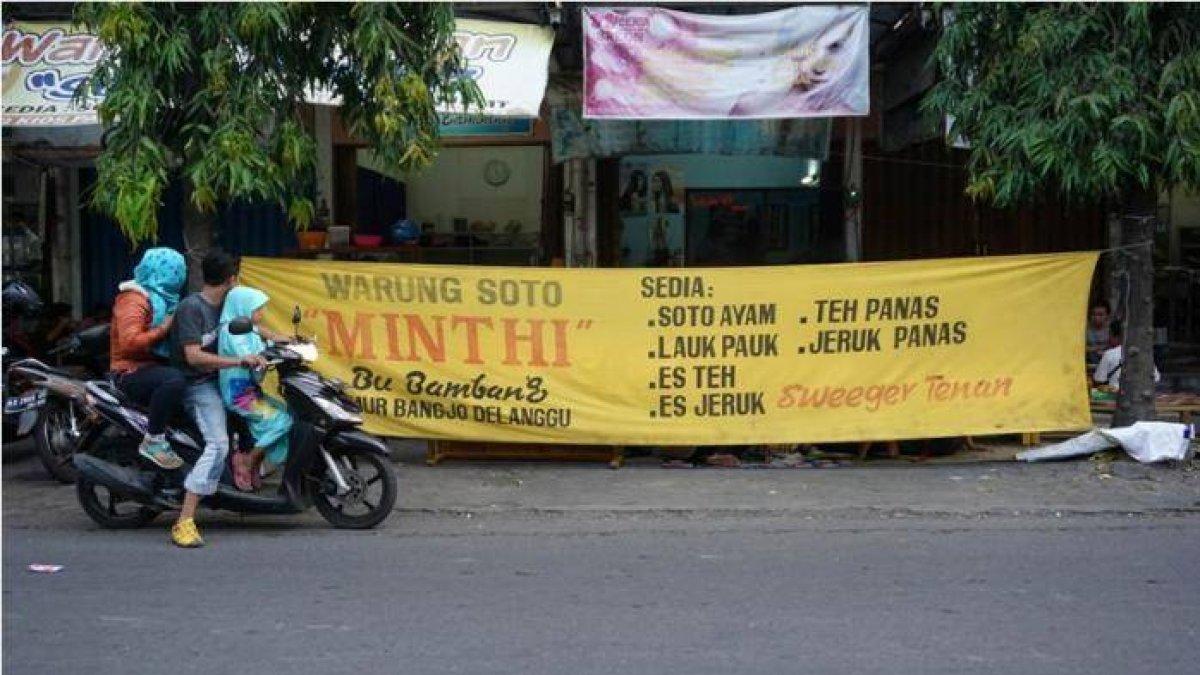 WARUNG SOTO
"MINTHI"
Bu Bambang
MUR BANGJO DELANGGU
SEDIA:
.SOTO AYAM
.LAUK PAUK
.ES TEH
.ES JERUK
.TEH PANAS
.JERUK PANAS
Sweeger Tenan